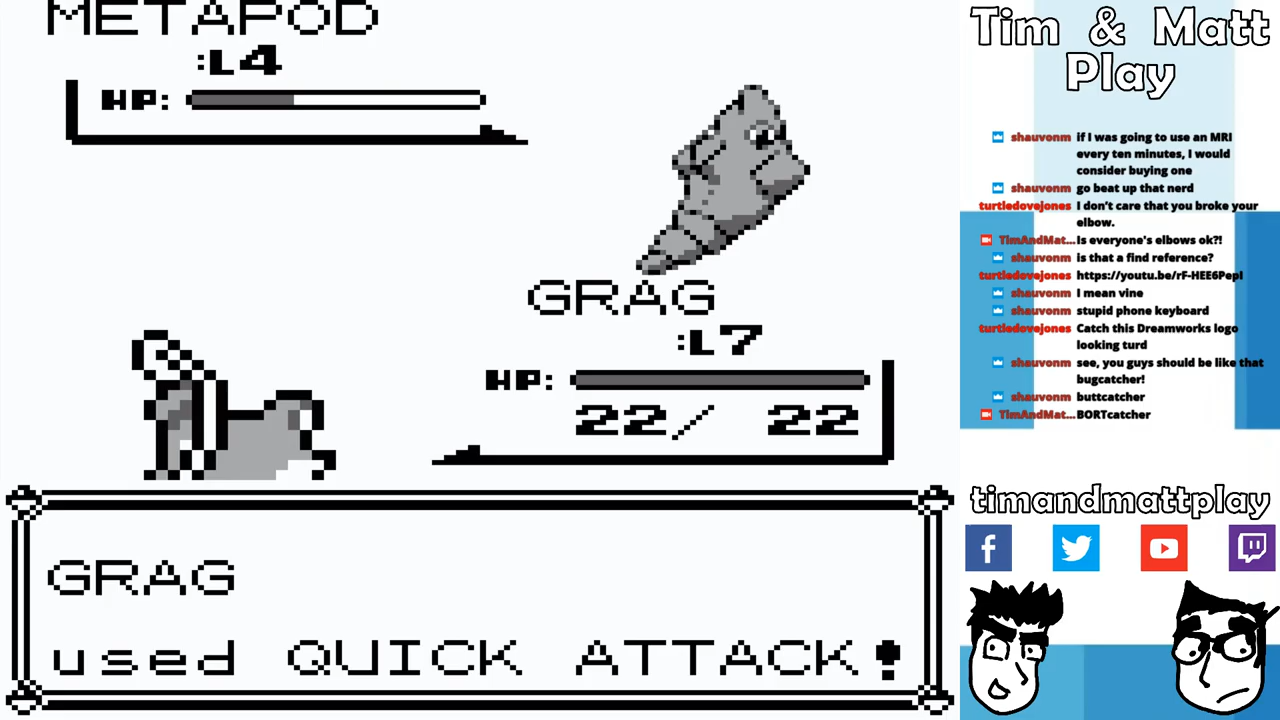 METAPOD
:L4
HP:
GRAG
:L7
HP:
22/ 22
GRAG
used QUICK ATTACK!
Tim & Matt
Play
shauvonm if I was going to use an MRI
every ten minutes, I would
consider buying one
shauvonm go beat up that nerd
turtledovejones I don't care that you broke your
elbow.
TimAndMat... Is everyone's elbows ok?!
shauvonm is that a find reference?
turtledovejones https://youtu.be/rF-HEE6PepI
shauvonm I mean vine
shauvonm stupid phone keyboard
turtledovejones Catch this Dreamworks logo
looking turd
shauvonm see, you guys should be like that
bugcatcher!
shauvonm buttcatcher
TimAndMat... BORTcatcher
timandmattplay